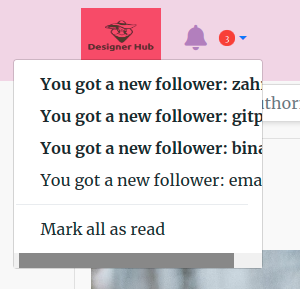 Designer Hub
3
You got a new follower: zah
You got a new follower: gitp
You got a new follower: bina
You got a new follower: ema
Mark all as read